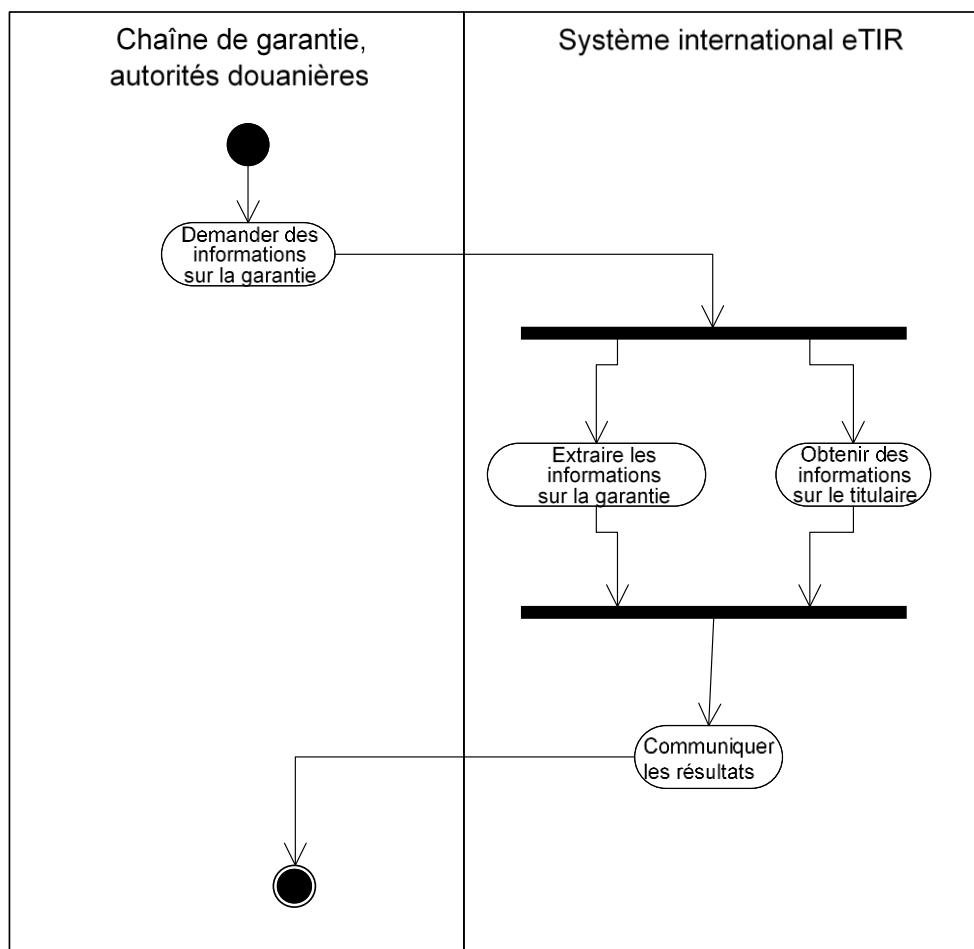 Chaîne de garantie,
autorités douanières
Système international eTIR
Demander des
informations
sur la garantie
Extraire les
informations
sur la garantie
Obtenir des
informations
sur le titulaire
Communiquer
les résultats